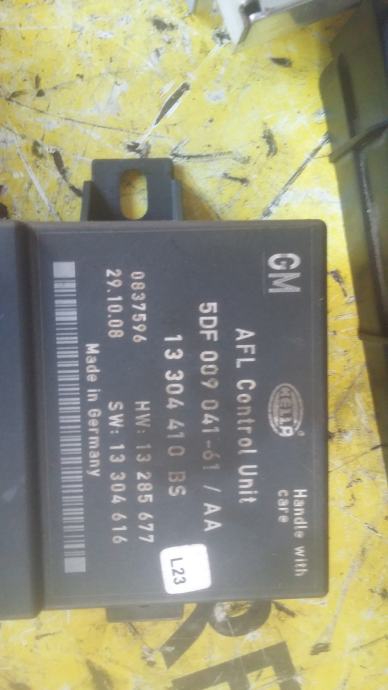 GM
HELLA
Handle with
care
AFL Control Unit
5DF 009 041-61 / AA
13 304 410 BS
0837596 HW: 13 285 677
29.10.08 SW: 13 304 616
Made in Germany
L23